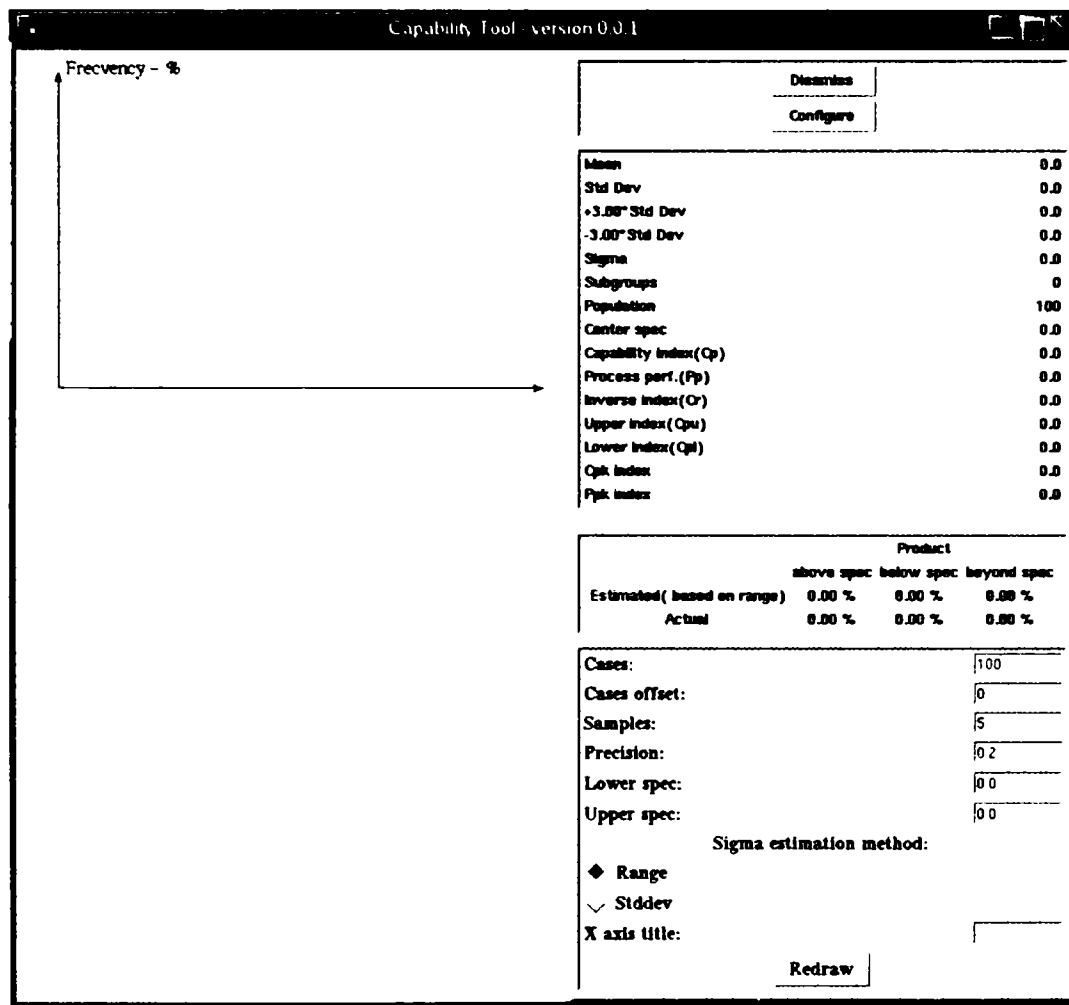 Capability Tool - version 0.0.1
Frecvency - %
Dissmiss
Configure
Mean 0.0
Std Dev 0.0
+3.00*Std Dev 0.0
-3.00*Std Dev 0.0
Sigma 0.0
Subgroups 0
Population 100
Center spec 0.0
Capability index(Cp) 0.0
Process perf.(Pp) 0.0
Inverse index(Cr) 0.0
Upper index(Cpu) 0.0
Lower index(Cpl) 0.0
Cpk index 0.0
Ppk index 0.0
Product
above spec below spec beyond spec
Estimated( based on range) 0.00 % 0.00 % 0.00 %
Actual 0.00 % 0.00 % 0.00 %
Cases: 100
Cases offset: 0
Samples: 5
Precision: 0.2
Lower spec: 0.0
Upper spec: 0.0
Sigma estimation method:
Range
Stddev
X axis title:
Redraw